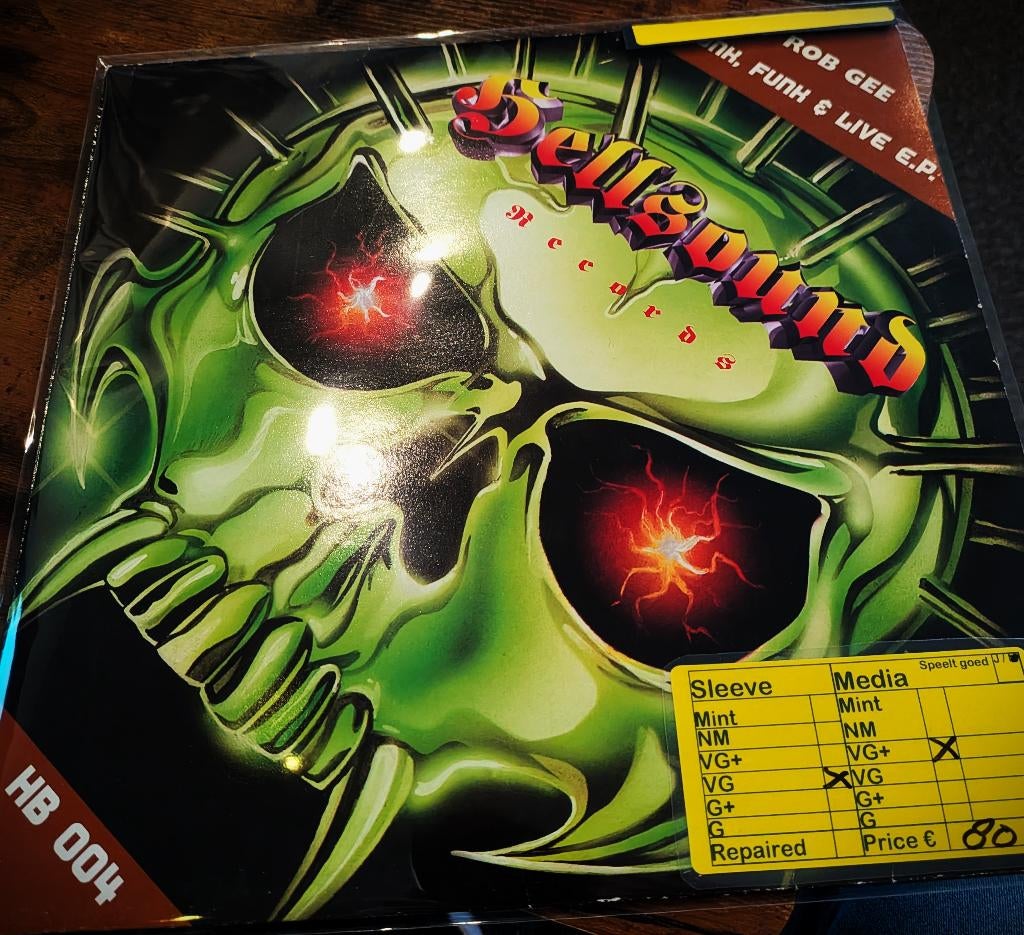 ROB GEE
FUNK & LIVE E.P.
Hellsound
Records
HB 004
Speelt goed
Sleeve Media
Mint Mint
NM NM
VG+ VG+ X
VG X VG
G+ G+
G G
Repaired Price € 80